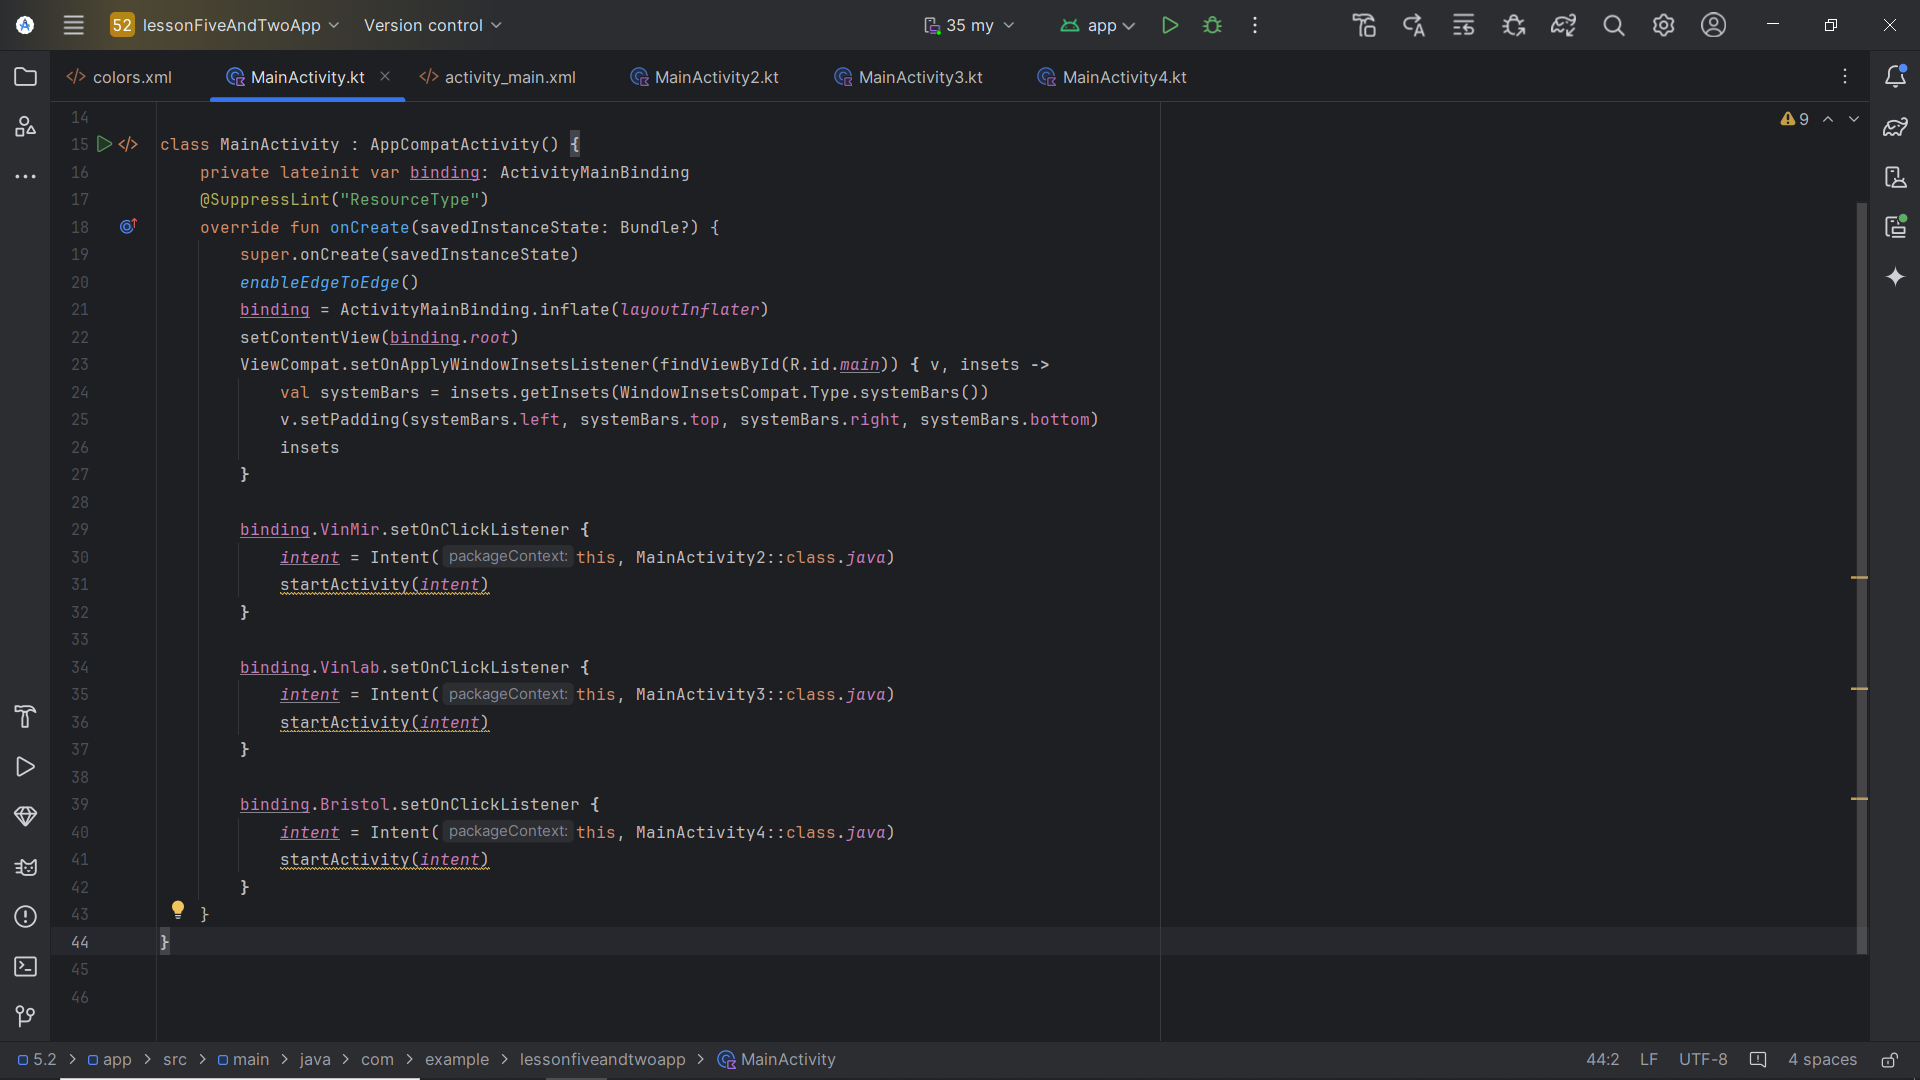 52 lessonFiveAndTwoApp Version control 35 my app
colors.xml MainActivity.kt activity_main.xml MainActivity2.kt MainActivity3.kt MainActivity4.kt
9
14
15 class MainActivity : AppCompatActivity() {
16 private lateinit var binding: ActivityMainBinding
17 @SuppressLint("ResourceType")
18 override fun onCreate(savedInstanceState: Bundle?) {
19 super.onCreate(savedInstanceState)
20 enableEdgeToEdge()
21 binding = ActivityMainBinding.inflate(layoutInflater)
22 setContentView(binding.root)
23 ViewCompat.setOnApplyWindowInsetsListener(findViewById(R.id.main)) { v, insets ->
24 val systemBars = insets.getInsets(WindowInsetsCompat.Type.systemBars())
25 v.setPadding(systemBars.left, systemBars.top, systemBars.right, systemBars.bottom)
26 insets
27 }
28
29 binding.VinMir.setOnClickListener {
30 intent = Intent( packageContext: this, MainActivity2::class.java)
31 startActivity(intent)
32 }
33
34 binding.Vinlab.setOnClickListener {
35 intent = Intent( packageContext: this, MainActivity3::class.java)
36 startActivity(intent)
37 }
38
39 binding.Bristol.setOnClickListener {
40 intent = Intent( packageContext: this, MainActivity4::class.java)
41 startActivity(intent)
42 }
43 }
44 }
45
46
5.2 > app > src > main > java > com > example > lessonfiveandtwoapp > MainActivity 44:2 LF UTF-8 4 spaces